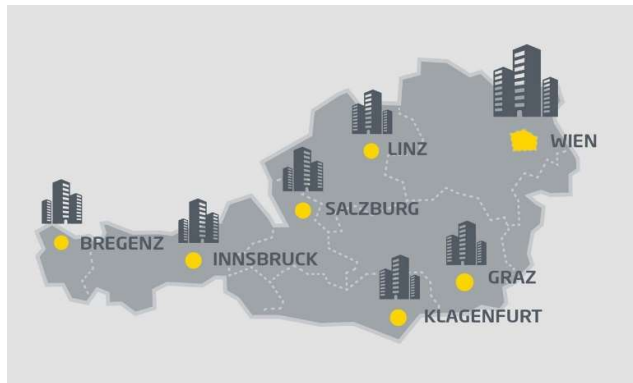 WIEN
LINZ
SALZBURG
BREGENZ
INNSBRUCK
GRAZ
KLAGENFURT